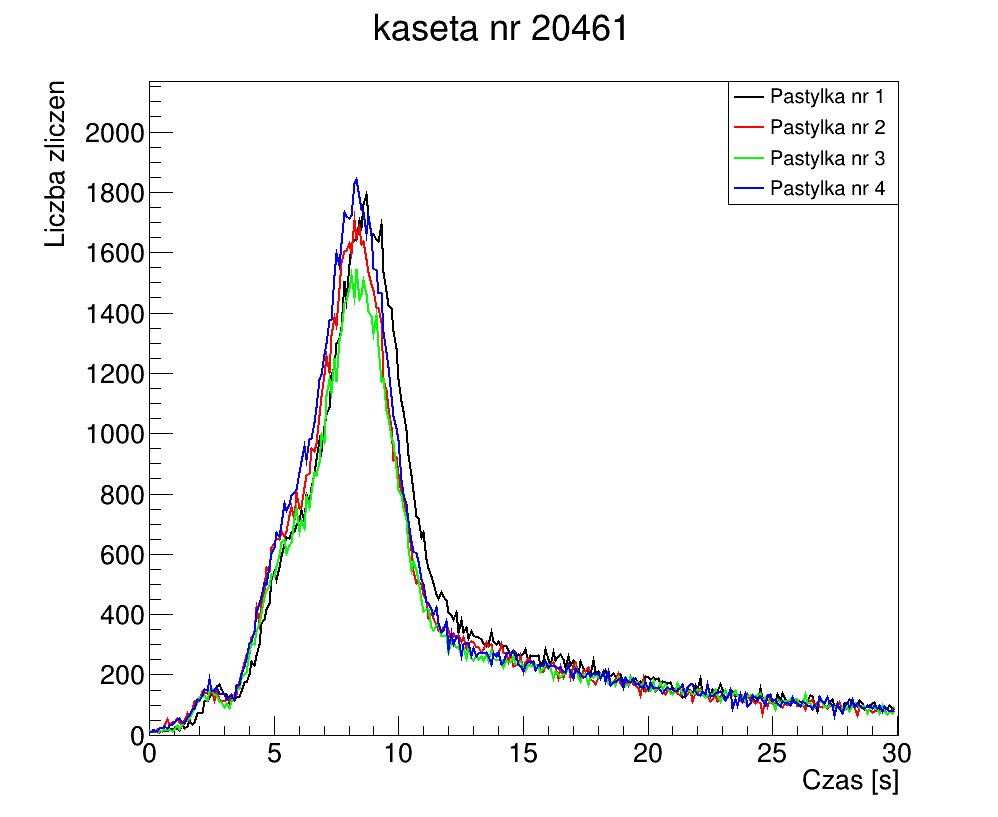 kaseta nr 20461
Liczba zliczen
Pastylka nr 1
Pastylka nr 2
Pastylka nr 3
Pastylka nr 4
2000
1800
1600
1400
1200
1000
800
600
400
200
0
0 5 10 15 20 25 30
Czas [s]